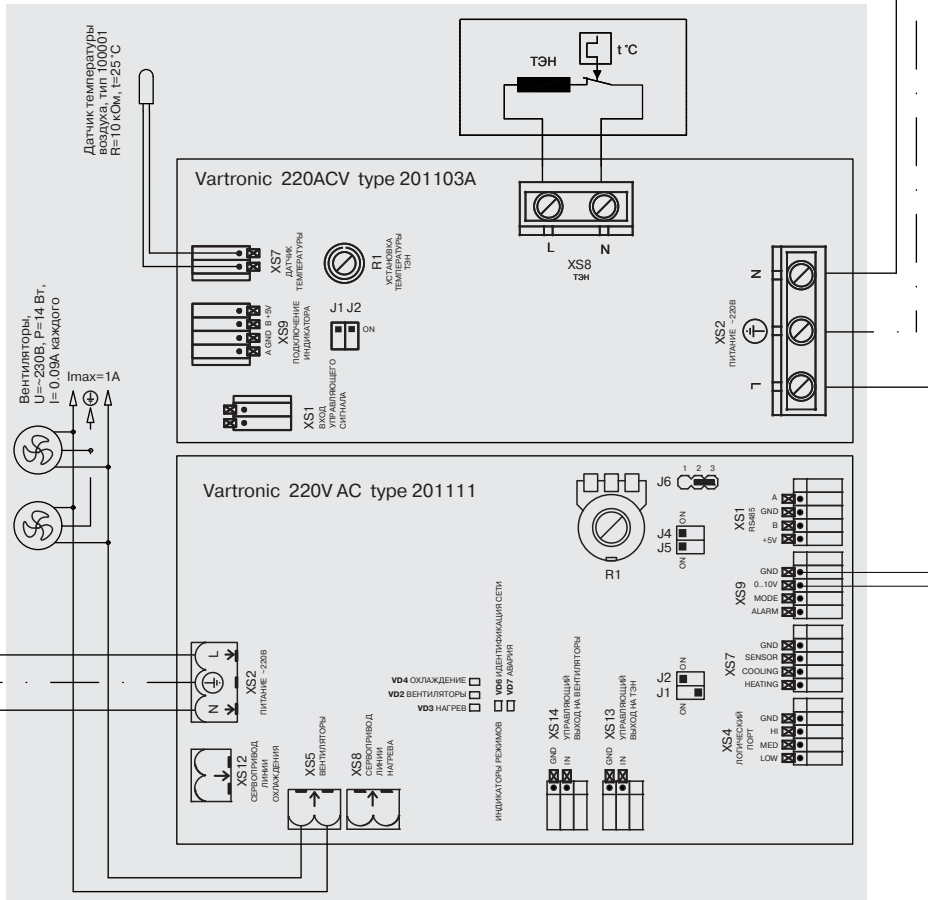 Датчик температуры
воздуха, тип 100001
R=10 кОм, t=25˚C
ТЭН
t˚C
Vartronic 220ACV type 201103A
L
N
XS8
ТЭН
XS7
ДАТЧИК
ТЕМПЕРАТУРЫ
R1
УСТАНОВКА
ТЕМПЕРАТУРЫ
ТЭН
A GND B +5V
XS9
ПОДКЛЮЧЕНИЕ
ИНДИКАТОРА
J1 J2
ON
XS1
ВХОД
УПРАВЛЯЮЩЕГО
СИГНАЛА
XS2
ПИТАНИЕ ~220В
N
L
Вентиляторы,
U=~230В, P=14 Вт,
I= 0.09А каждого
Imax=1A
Vartronic 220V AC type 201111
R1
J6
1 2 3
ON
J4
J5
ON
XS1
RS485
A
GND
B
+5V
XS9
GND
0...10V
MODE
ALARM
XS7
GND
SENSOR
COOLING
HEATING
XS4
ЛОГИЧЕСКИЙ
ПОРТ
GND
HI
MED
LOW
ON
J2
J1
ON
L
N
XS2
ПИТАНИЕ ~220В
VD4 ОХЛАЖДЕНИЕ
VD2 ВЕНТИЛЯТОРЫ
VD3 НАГРЕВ
VD6 ИДЕНТИФИКАЦИЯ СЕТИ
VD7 АВАРИЯ
ИНДИКАТОРЫ РЕЖИМОВ
XS14
УПРАВЛЯЮЩИЙ
ВЫХОД НА ВЕНТИЛЯТОРЫ
GND
IN
XS13
УПРАВЛЯЮЩИЙ
ВЫХОД НА ТЭН
GND
IN
XS12
СЕРВОПРИВОД
ЛИНИИ
ОХЛАЖДЕНИЯ
XS5
ВЕНТИЛЯТОРЫ
XS8
СЕРВОПРИВОД
ЛИНИИ
НАГРЕВА